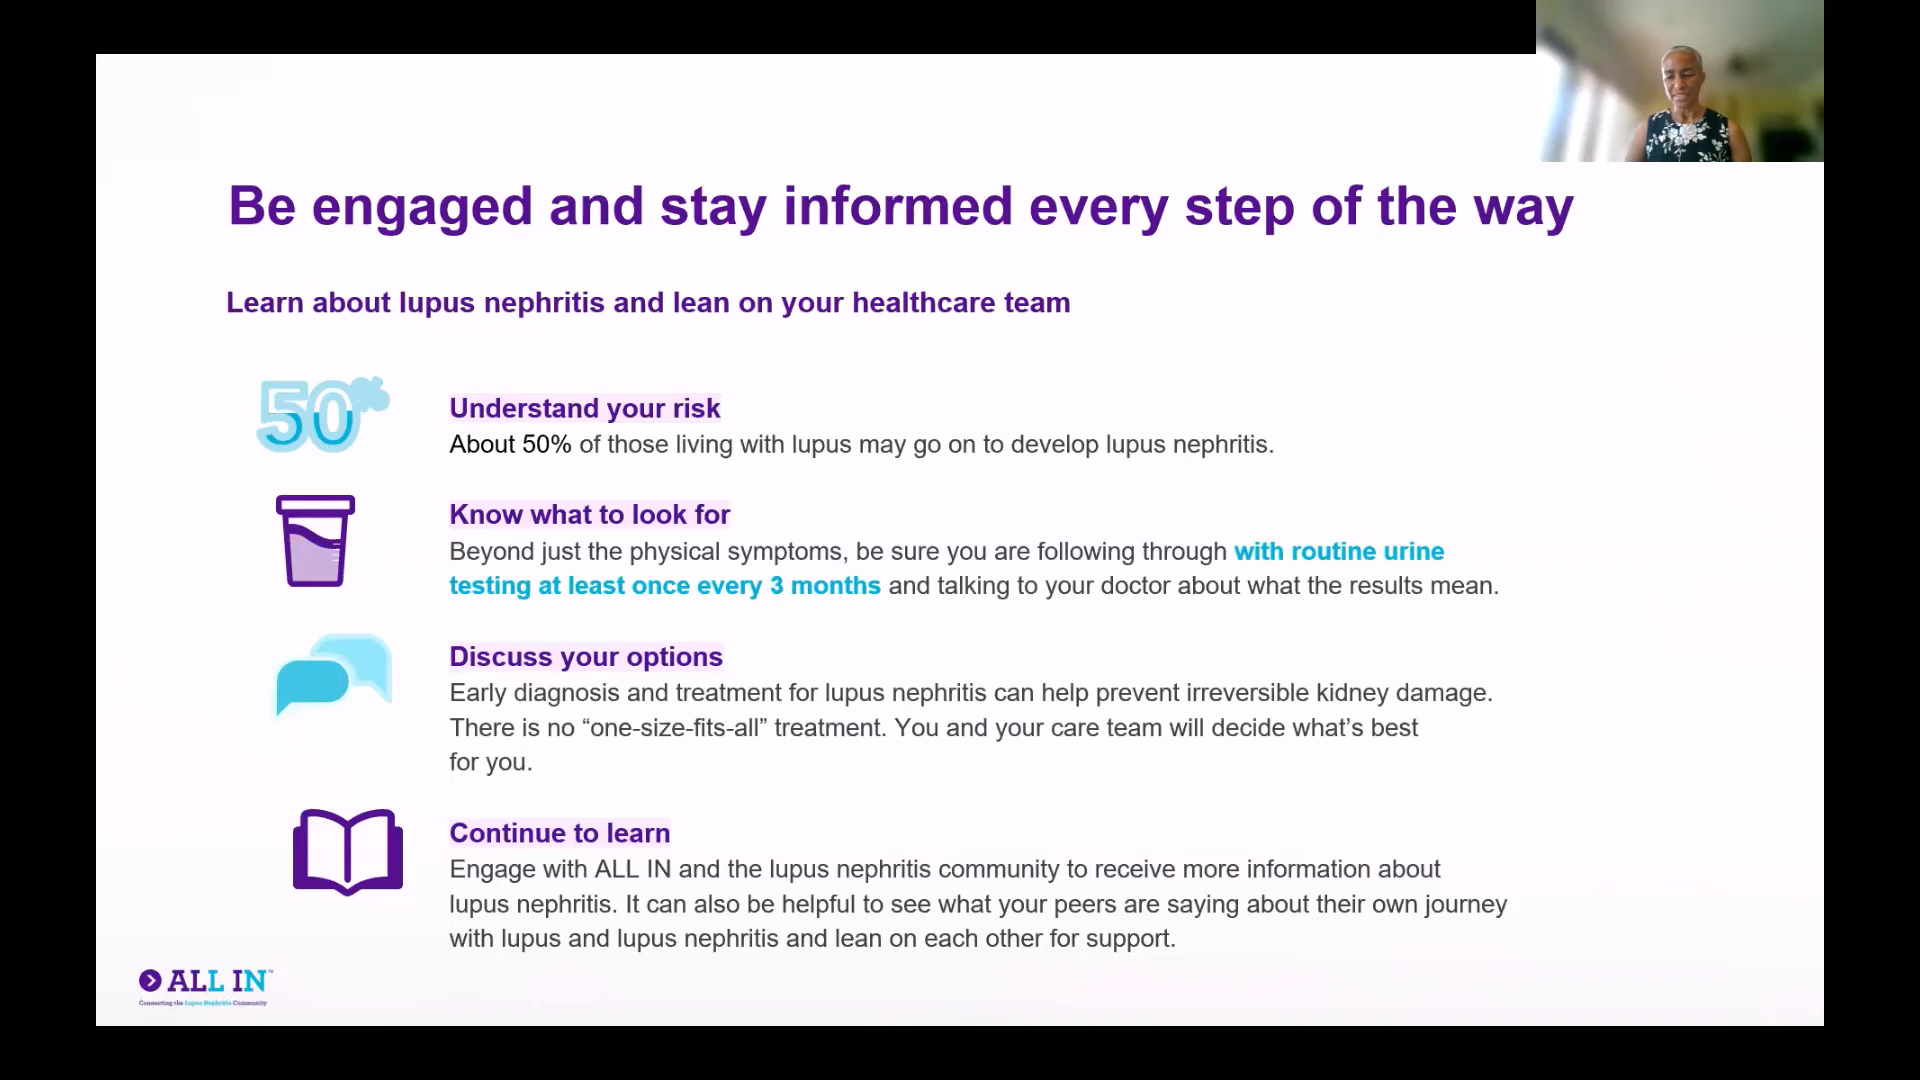 Be engaged and stay informed every step of the way
Learn about lupus nephritis and lean on your healthcare team
50%
Understand your risk
About 50% of those living with lupus may go on to develop lupus nephritis.
Know what to look for
Beyond just the physical symptoms, be sure you are following through with routine urine
testing at least once every 3 months and talking to your doctor about what the results mean.
Discuss your options
Early diagnosis and treatment for lupus nephritis can help prevent irreversible kidney damage.
There is no “one-size-fits-all” treatment. You and your care team will decide what’s best
for you.
Continue to learn
Engage with ALL IN and the lupus nephritis community to receive more information about
lupus nephritis. It can also be helpful to see what your peers are saying about their own journey
with lupus and lupus nephritis and lean on each other for support.
ALL IN™
Connecting the Lupus Nephritis Community